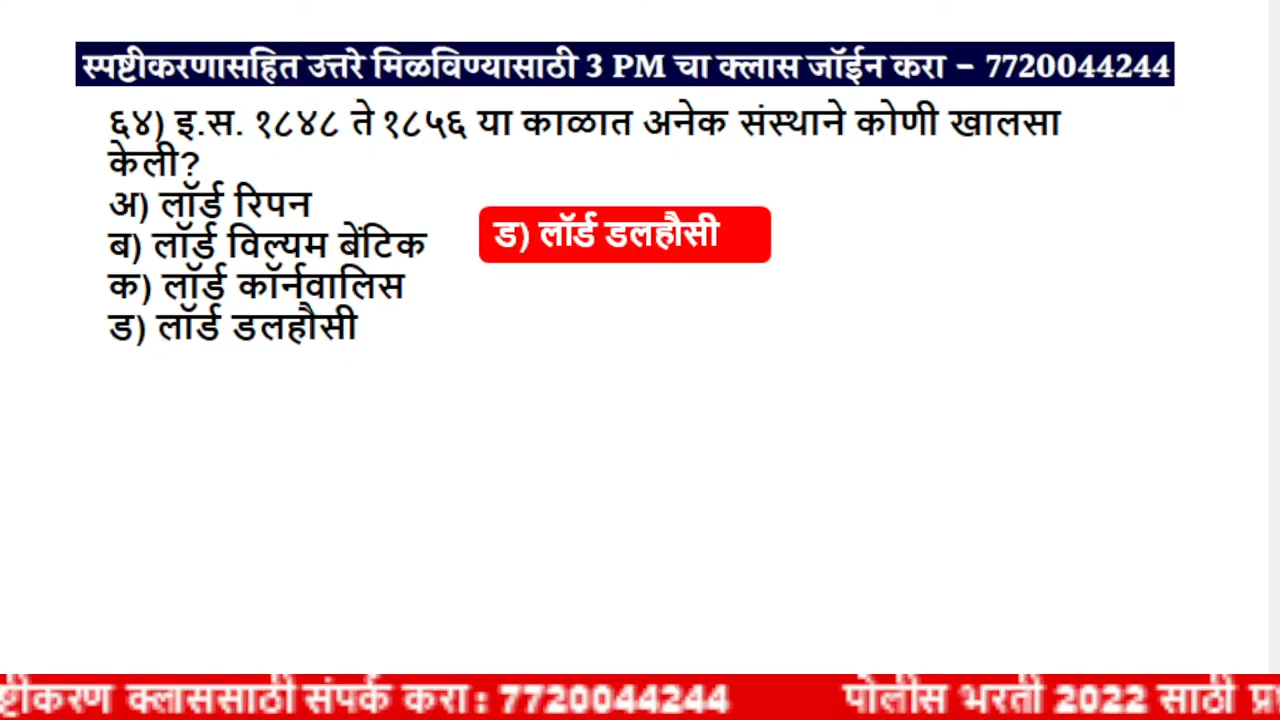 स्पष्टीकरणासहित उत्तरे मिळविण्यासाठी 3 PM चा क्लास जॉईन करा – 7720044244
६४) इ.स. १८४८ ते १८५६ या काळात अनेक संस्थाने कोणी खालसा
केली?
अ) लॉर्ड रिपन
ब) लॉर्ड विल्यम बेंटिक
क) लॉर्ड कॉर्नवालिस
ड) लॉर्ड डलहौसी
ड) लॉर्ड डलहौसी
क्लाससाठी संपर्क करा : 7720044244 पोलीस भरती 2022 साठी